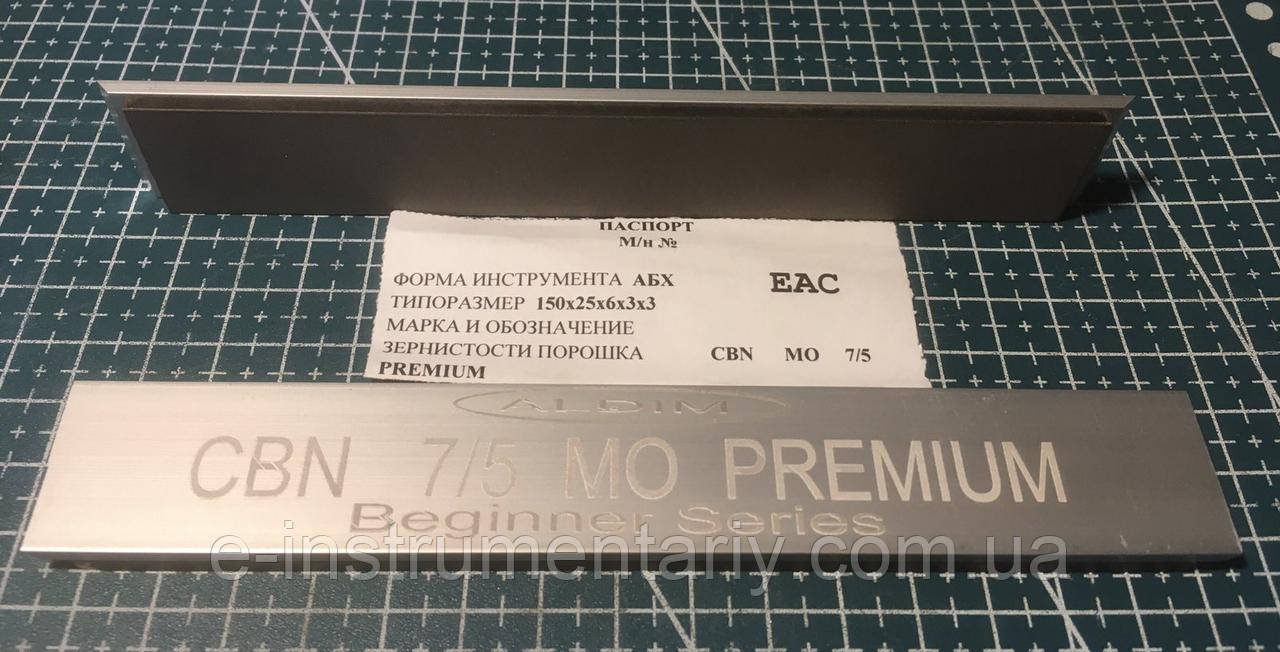 ПАСПОРТ
М/н №
ФОРМА ИНСТРУМЕНТА АБХ EAC
ТИПОРАЗМЕР 150х25х6х3х3
МАРКА И ОБОЗНАЧЕНИЕ
ЗЕРНИСТОСТИ ПОРОШКА CBN MO 7/5
PREMIUM
ALDIM
CBN 7/5 MO PREMIUM
Beginner Series
e-instrumentariy.com.ua